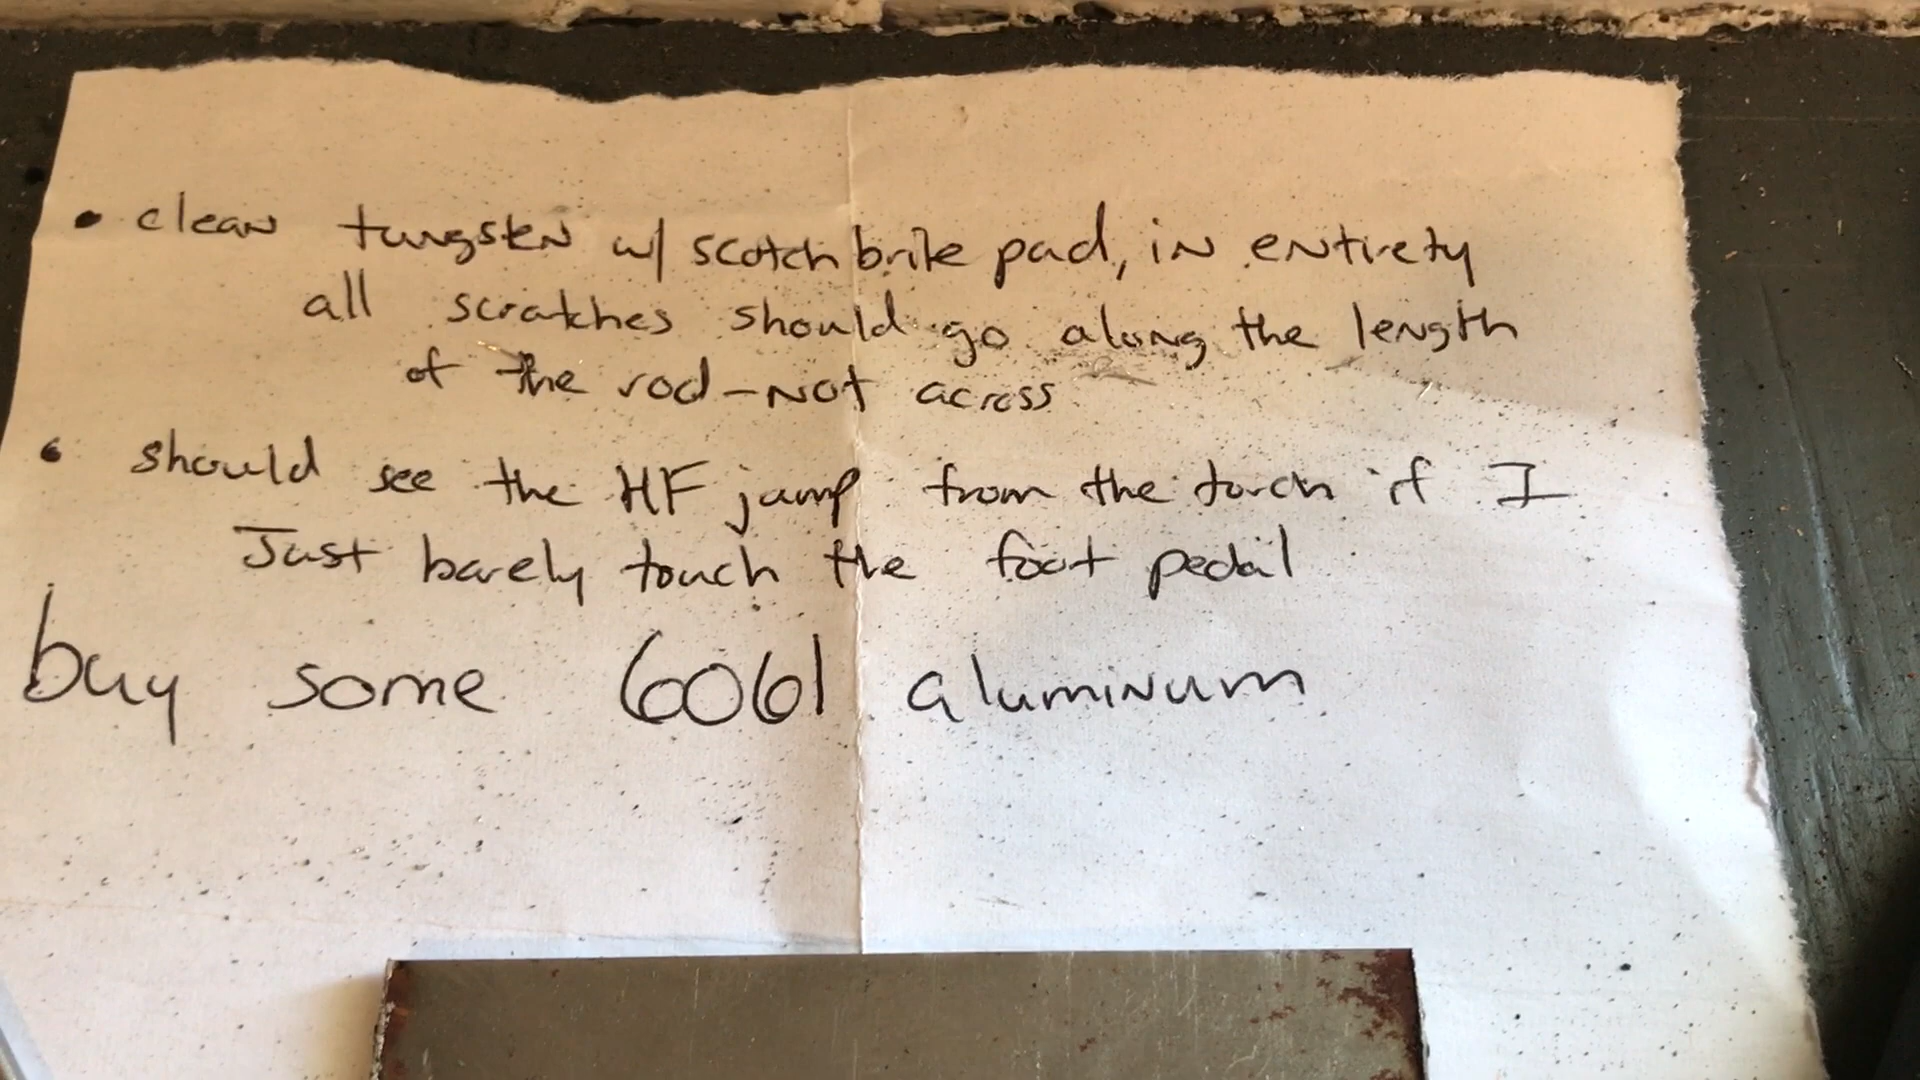 • clean tungsten w/ scotch brite pad, in entirety
all scratches should go along the length
of the rod - not across
• should see the HF jump from the torch if I
Just barely touch the foot pedal
buy some 6061 aluminum